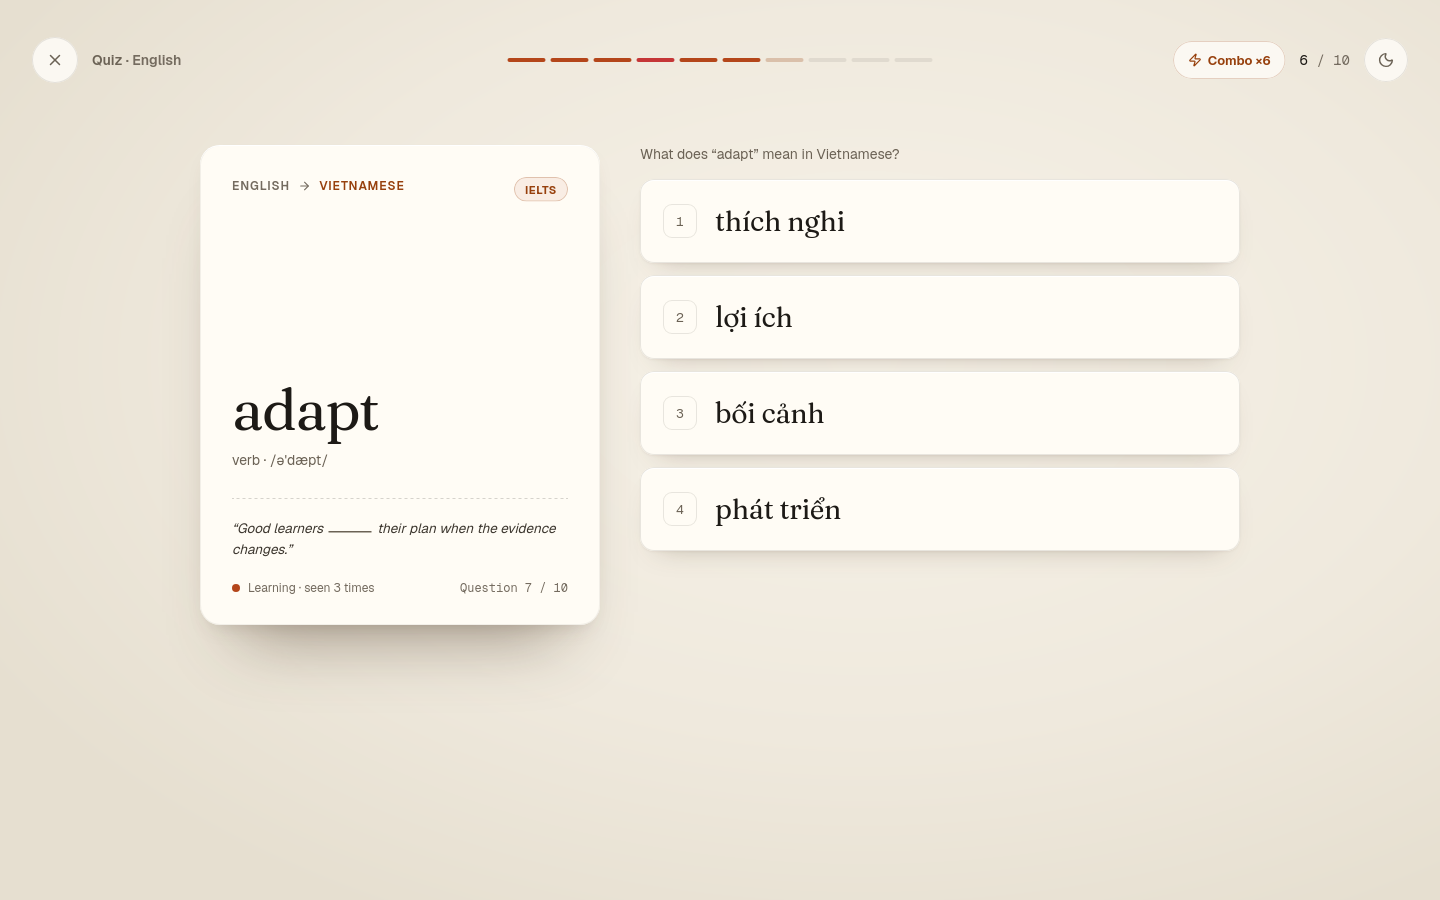 Quiz · English
Combo ×6
6 / 10
ENGLISH → VIETNAMESE
IELTS
adapt
verb · /ə'dæpt/
“Good learners _____ their plan when the evidence
changes.”
Learning · seen 3 times
Question 7 / 10
What does “adapt” mean in Vietnamese?
1 thích nghi
2 lợi ích
3 bối cảnh
4 phát triển